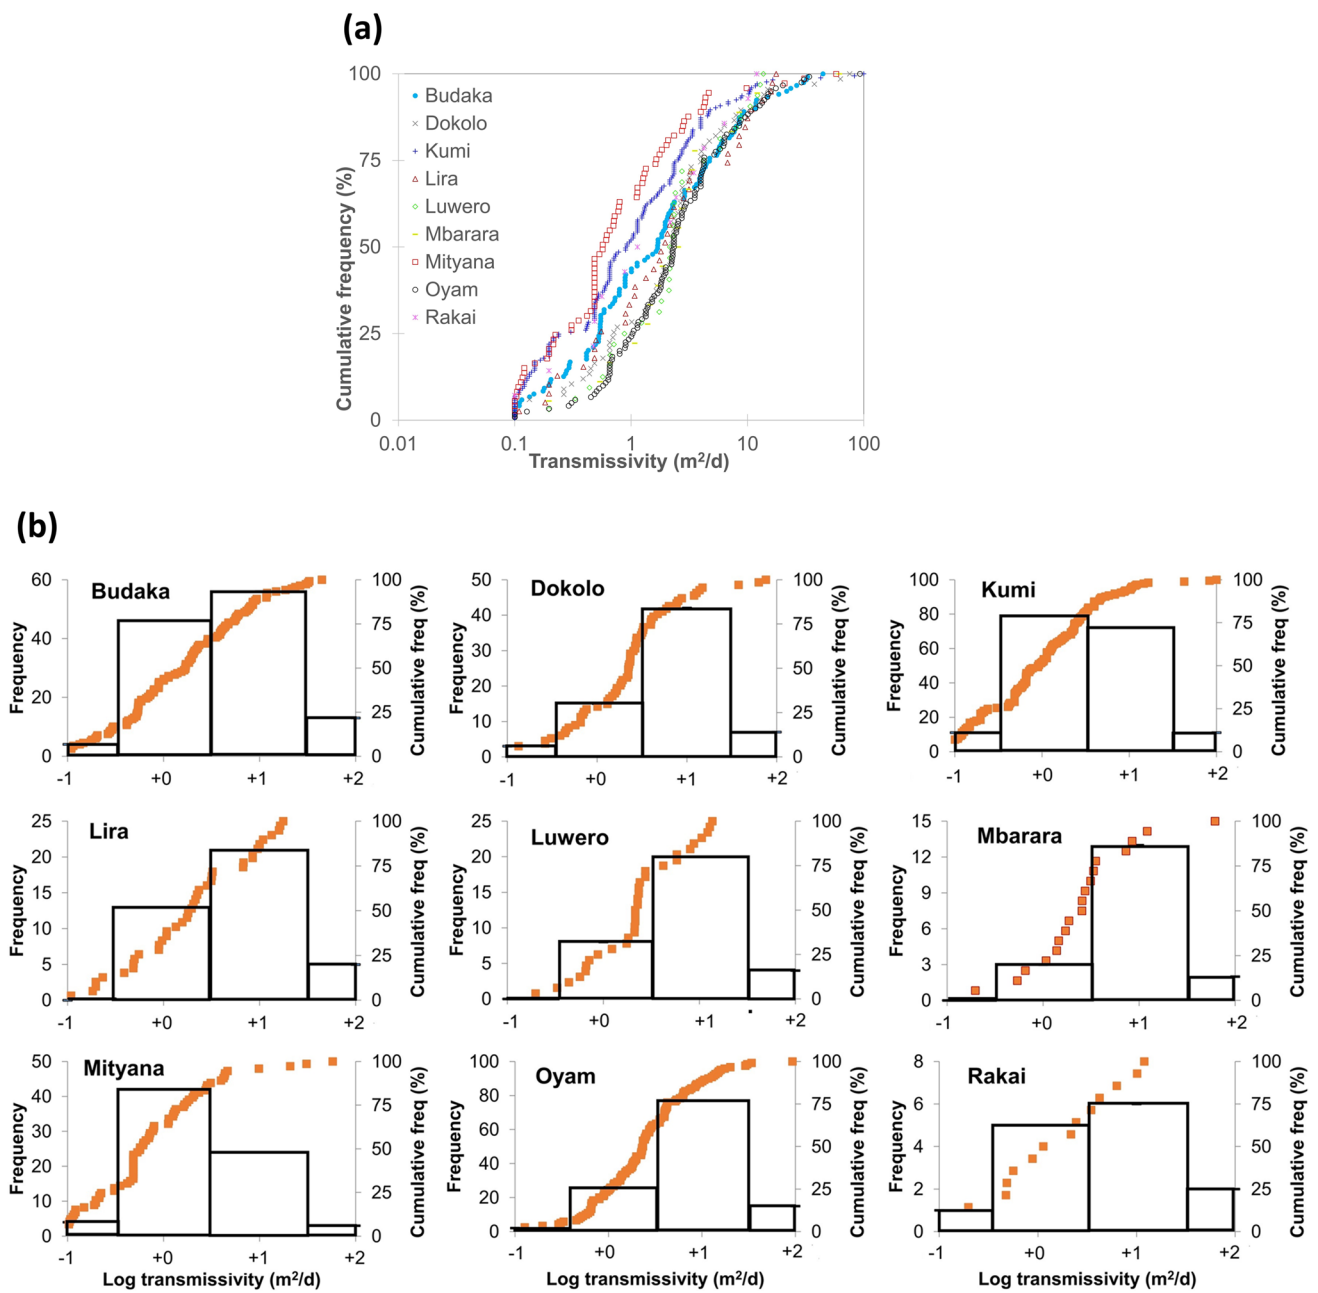 (a)
Cumulative frequency (%)
100
75
50
25
0
Budaka
Dokolo
Kumi
Lira
Luwero
Mbarara
Mityana
Oyam
Rakai
0.01 0.1 1 10 100
Transmissivity (m²/d)
(b)
Budaka
Frequency
60
40
20
0
Cumulative freq (%)
100
75
50
25
0
-1 +0 +1 +2
Dokolo
Frequency
50
40
30
20
10
0
Cumulative freq (%)
100
75
50
25
0
-1 +0 +1 +2
Kumi
Frequency
100
80
60
40
20
0
Cumulative freq (%)
100
75
50
25
0
-1 +0 +1 +2
Lira
Frequency
25
20
15
10
5
0
Cumulative freq (%)
100
75
50
25
0
-1 +0 +1 +2
Luwero
Frequency
25
20
15
10
5
0
Cumulative freq (%)
100
75
50
25
0
-1 +0 +1 +2
Mbarara
Frequency
15
12
9
6
3
0
Cumulative freq (%)
100
75
50
25
0
-1 +0 +1 +2
Mityana
Frequency
50
40
30
20
10
0
Cumulative freq (%)
100
75
50
25
0
-1 +0 +1 +2
Log transmissivity (m²/d)
Oyam
Frequency
100
80
60
40
20
0
Cumulative freq (%)
100
75
50
25
0
-1 +0 +1 +2
Log transmissivity (m²/d)
Rakai
Frequency
8
6
4
2
0
Cumulative freq (%)
100
75
50
25
0
-1 +0 +1 +2
Log transmissivity (m²/d)